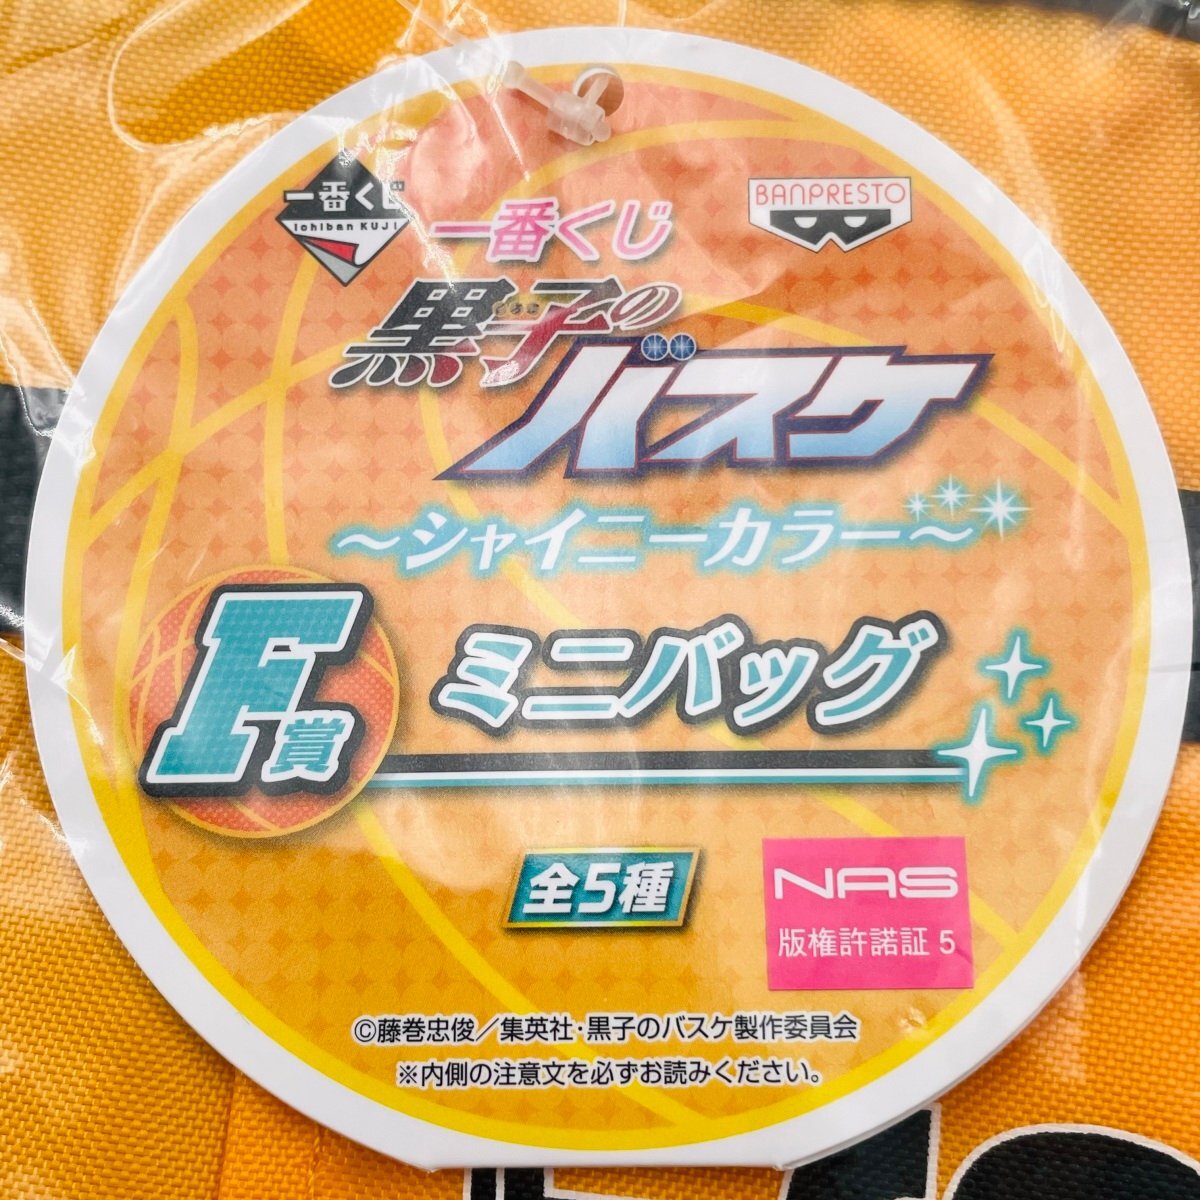 一番くじ
Ichiban KUJI
BANPRESTO
一番くじ
黒子の
くろこ
バスケ
～シャイニーカラー～
F賞
ミニバッグ
全5種
NAS
版権許諾証 5
©藤巻忠俊／集英社・黒子のバスケ製作委員会
※内側の注意文を必ずお読みください。